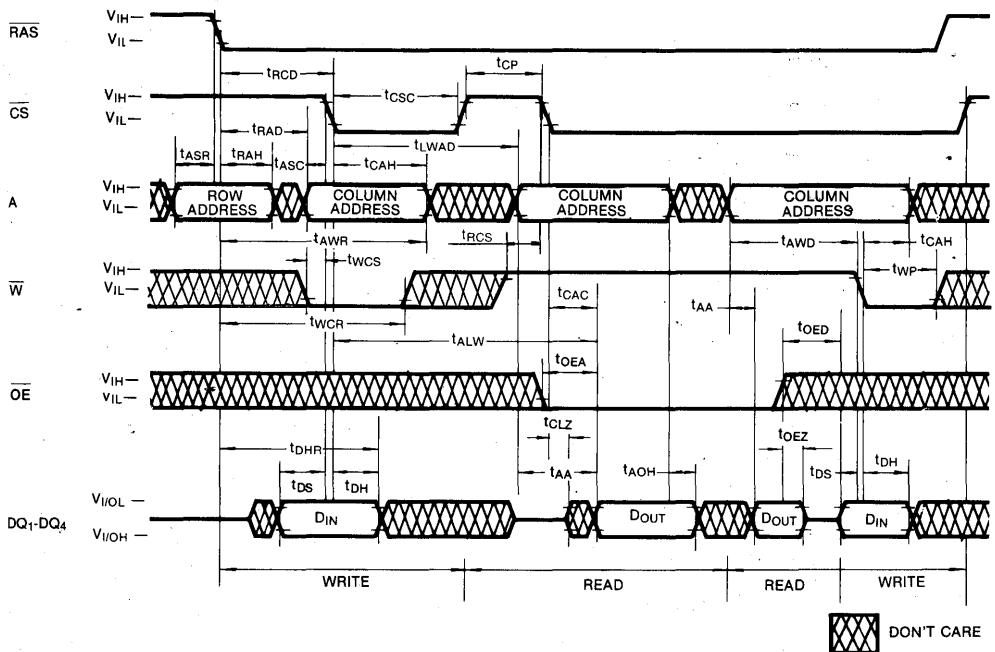 RAS
VIH
VIL
tRCD
tCP
CS
VIH
VIL
tCSC
tRAD
tLWAD
tASR
tRAH
tASC
tCAH
A
VIH
VIL
ROW ADDRESS
COLUMN ADDRESS
COLUMN ADDRESS
COLUMN ADDRESS
tAWR
tRCS
tAWD
tCAH
tWCS
tWP
W
VIH
VIL
tCAC
tAA
tWCR
tALW
tOED
tOEA
OE
VIH
VIL
tCLZ
tOEZ
tDHR
tAA
tAOH
tDS
tDH
tDS
tDH
DQ1-DQ4
VI/OL
VI/OH
DIN
DOUT
DOUT
DIN
WRITE
READ
READ
WRITE
DON'T CARE